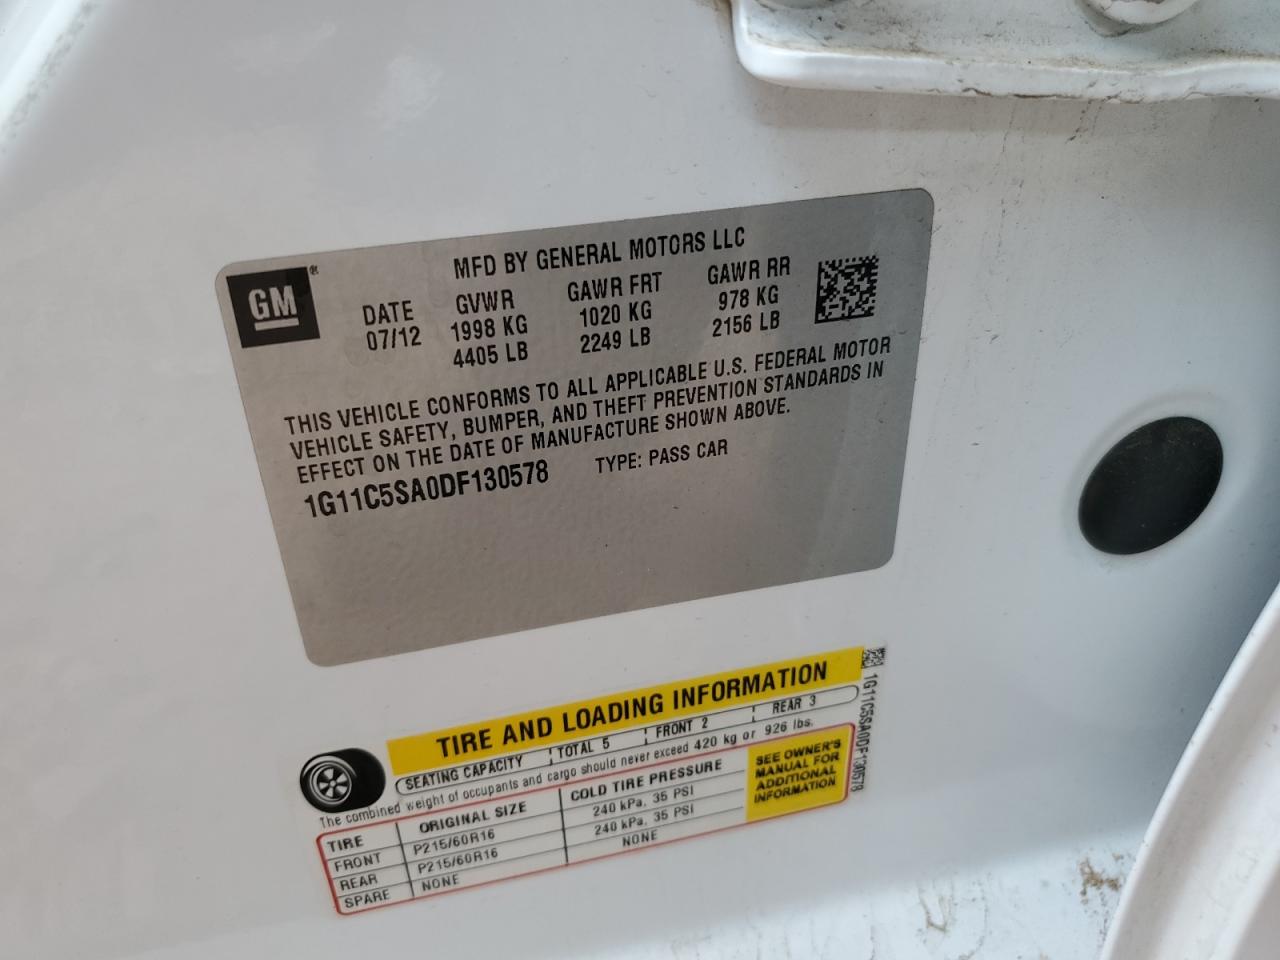 GM®
MFD BY GENERAL MOTORS LLC
DATE GVWR GAWR FRT GAWR RR
07/12 1998 KG 1020 KG 978 KG
4405 LB 2249 LB 2156 LB
THIS VEHICLE CONFORMS TO ALL APPLICABLE U.S. FEDERAL MOTOR
VEHICLE SAFETY, BUMPER, AND THEFT PREVENTION STANDARDS IN
EFFECT ON THE DATE OF MANUFACTURE SHOWN ABOVE.
1G11C5SA0DF130578 TYPE: PASS CAR
TIRE AND LOADING INFORMATION
SEATING CAPACITY TOTAL 5 FRONT 2 REAR 3
The combined weight of occupants and cargo should never exceed 420 kg or 926 lbs.
TIRE ORIGINAL SIZE COLD TIRE PRESSURE
FRONT P215/60R16 240 kPa, 35 PSI
REAR P215/60R16 240 kPa, 35 PSI
SPARE NONE NONE
SEE OWNER'S
MANUAL FOR
ADDITIONAL
INFORMATION
1G11C5SA0DF130578